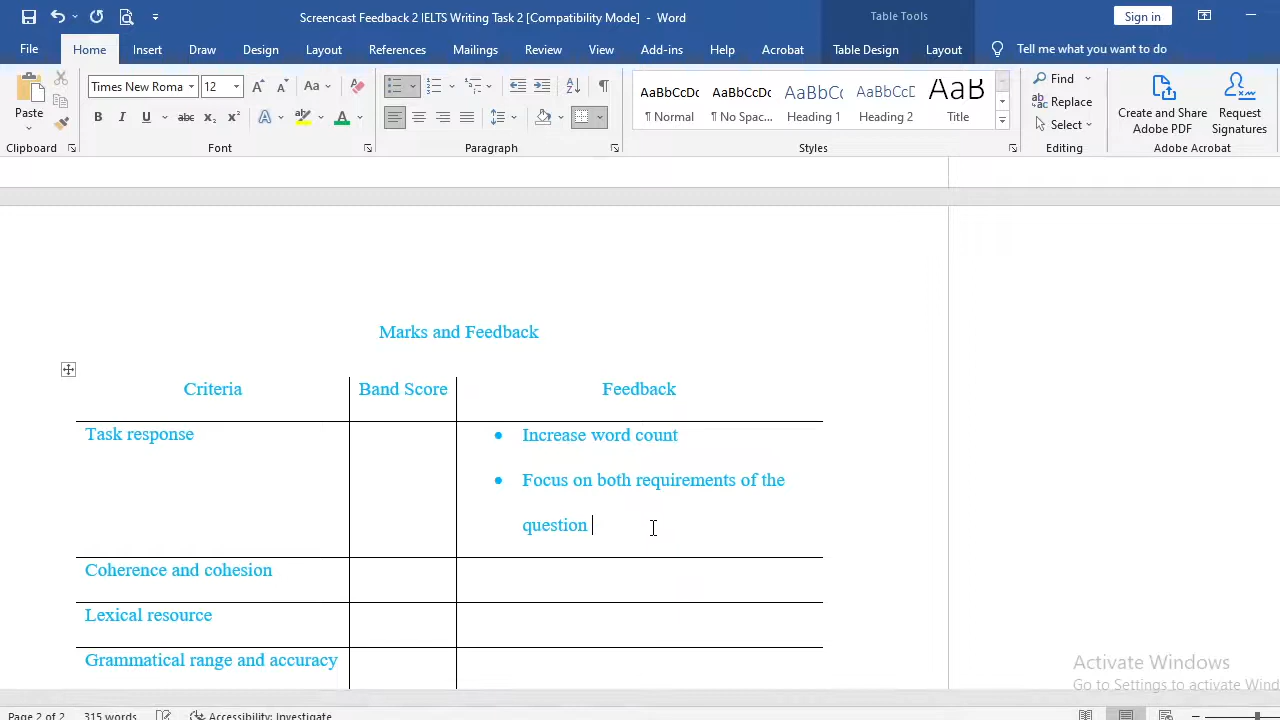 Screencast Feedback 2 IELTS Writing Task 2 [Compatibility Mode] - Word
Table Tools
Sign in
File Home Insert Draw Design Layout References Mailings Review View Add-ins Help Acrobat Table Design Layout Tell me what you want to do
Paste
Times New Roma 12
Aa
B I U abc x₂ x² A A
AaBbCcDc AaBbCcDc AaBbCc AaBbCcD AaB
¶ Normal ¶ No Spac... Heading 1 Heading 2 Title
Find
Replace
Select
Create and Share Adobe PDF
Request Signatures
Clipboard Font Paragraph Styles Editing Adobe Acrobat
Marks and Feedback
Criteria Band Score Feedback
Task response
• Increase word count
• Focus on both requirements of the
question
Coherence and cohesion
Lexical resource
Grammatical range and accuracy
Activate Windows
Go to Settings to activate Wind
Page 2 of 2 315 words Accessibility: Investigate